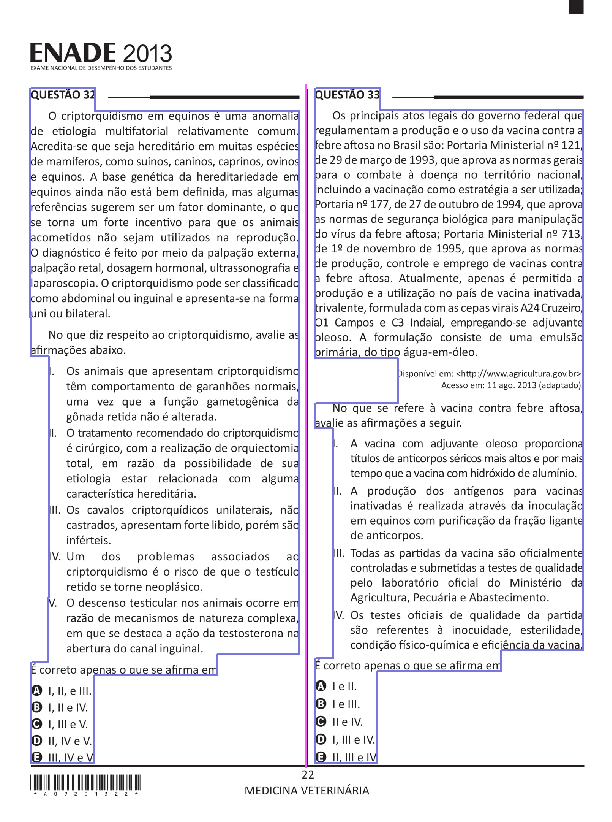 ENADE 2013
EXAME NACIONAL DE DESEMPENHO DOS ESTUDANTES
QUESTÃO 32
O criptorquidismo em equinos é uma anomalia
de etiologia multifatorial relativamente comum.
Acredita-se que seja hereditário em muitas espécies
de mamíferos, como suínos, caninos, caprinos, ovinos
e equinos. A base genética da hereditariedade em
equinos ainda não está bem definida, mas algumas
referências sugerem ser um fator dominante, o que
se torna um forte incentivo para que os animais
acometidos não sejam utilizados na reprodução.
O diagnóstico é feito por meio da palpação externa,
palpação retal, dosagem hormonal, ultrassonografia e
laparoscopia. O criptorquidismo pode ser classificado
como abdominal ou inguinal e apresenta-se na forma
uni ou bilateral.
No que diz respeito ao criptorquidismo, avalie as
afirmações abaixo.
I. Os animais que apresentam criptorquidismo
têm comportamento de garanhões normais,
uma vez que a função gametogênica da
gônada retida não é alterada.
II. O tratamento recomendado do criptorquidismo
é cirúrgico, com a realização de orquiectomia
total, em razão da possibilidade de sua
etiologia estar relacionada com alguma
característica hereditária.
III. Os cavalos criptorquídicos unilaterais, não
castrados, apresentam forte libido, porém são
inférteis.
IV. Um dos problemas associados ao
criptorquidismo é o risco de que o testículo
retido se torne neoplásico.
V. O descenso testicular nos animais ocorre em
razão de mecanismos de natureza complexa,
em que se destaca a ação da testosterona na
abertura do canal inguinal.
É correto apenas o que se afirma em
A I, II, e III.
B I, II e IV.
C I, III e V.
D II, IV e V.
E III, IV e V
QUESTÃO 33
Os principais atos legais do governo federal que
regulamentam a produção e o uso da vacina contra a
febre aftosa no Brasil são: Portaria Ministerial nº 121,
de 29 de março de 1993, que aprova as normas gerais
para o combate à doença no território nacional,
incluindo a vacinação como estratégia a ser utilizada;
Portaria nº 177, de 27 de outubro de 1994, que aprova
as normas de segurança biológica para manipulação
do vírus da febre aftosa; Portaria Ministerial nº 713,
de 1º de novembro de 1995, que aprova as normas
de produção, controle e emprego de vacinas contra
a febre aftosa. Atualmente, apenas é permitida a
produção e a utilização no país de vacina inativada,
trivalente, formulada com as cepas virais A24 Cruzeiro,
O1 Campos e C3 Indaial, empregando-se adjuvante
oleoso. A formulação consiste de uma emulsão
primária, do tipo água-em-óleo.
Disponível em: <http://www.agricultura.gov.br>
Acesso em: 11 ago. 2013 (adaptado)
No que se refere à vacina contra febre aftosa,
avalie as afirmações a seguir.
I. A vacina com adjuvante oleoso proporciona
títulos de anticorpos séricos mais altos e por mais
tempo que a vacina com hidróxido de alumínio.
II. A produção dos antígenos para vacinas
inativadas é realizada através da inoculação
em equinos com purificação da fração ligante
de anticorpos.
III. Todas as partidas da vacina são oficialmente
controladas e submetidas a testes de qualidade
pelo laboratório oficial do Ministério da
Agricultura, Pecuária e Abastecimento.
IV. Os testes oficiais de qualidade da partida
são referentes à inocuidade, esterilidade,
condição físico-química e eficiência da vacina.
É correto apenas o que se afirma em
A I e II.
B I e III.
C II e IV.
D I, III e IV.
E II, III e IV
22
MEDICINA VETERINÁRIA